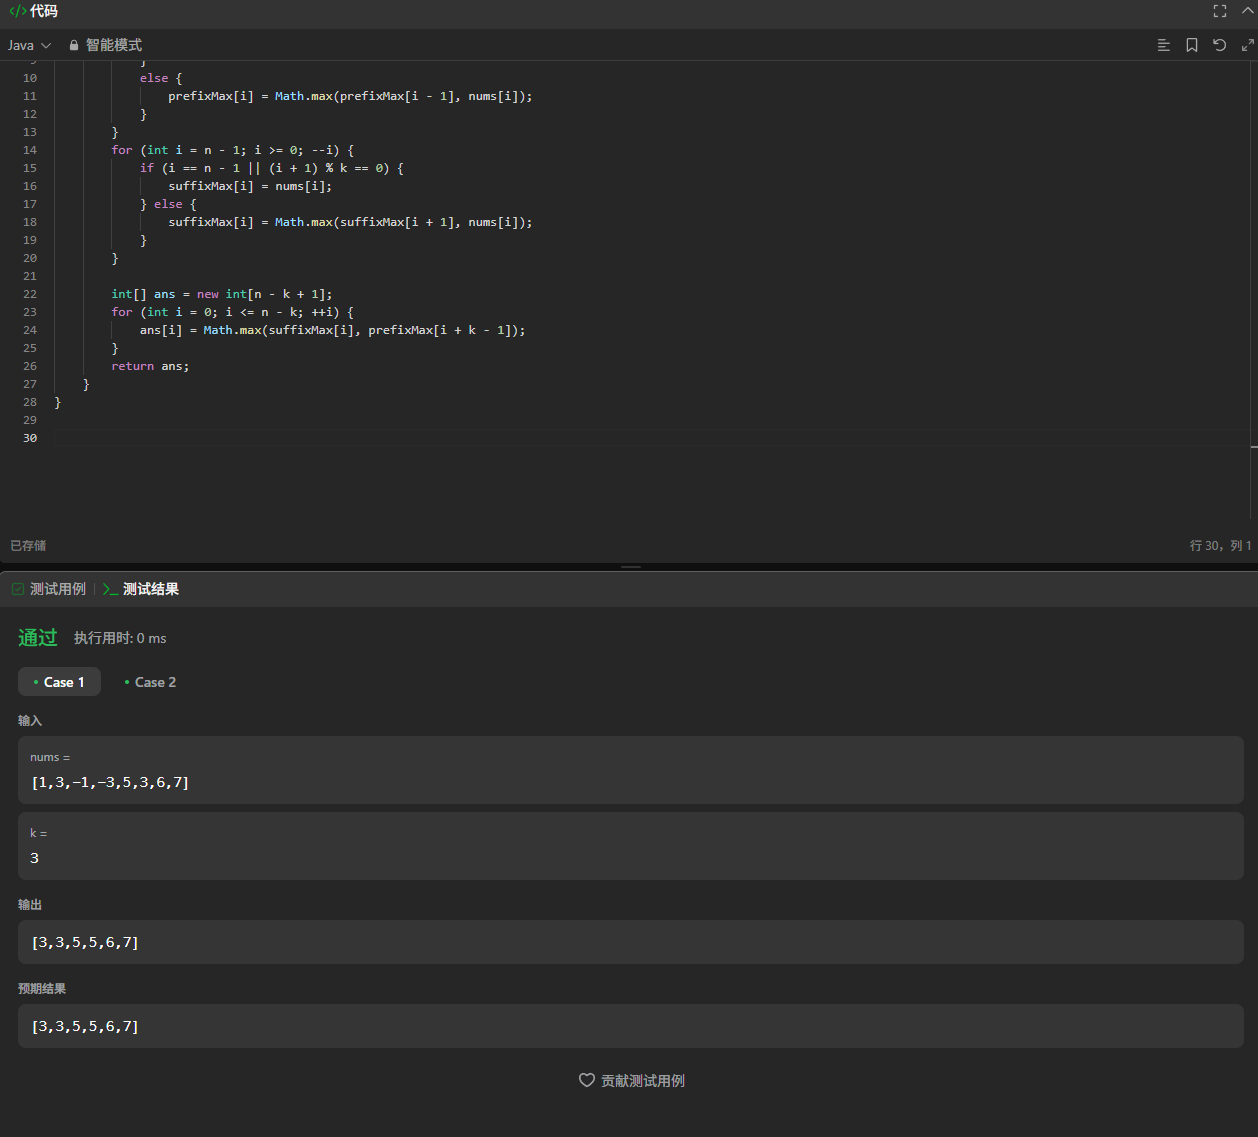 </> 代码
Java 智能模式
9 }
10 else {
11 prefixMax[i] = Math.max(prefixMax[i - 1], nums[i]);
12 }
13 }
14 for (int i = n - 1; i >= 0; --i) {
15 if (i == n - 1 || (i + 1) % k == 0) {
16 suffixMax[i] = nums[i];
17 } else {
18 suffixMax[i] = Math.max(suffixMax[i + 1], nums[i]);
19 }
20 }
21
22 int[] ans = new int[n - k + 1];
23 for (int i = 0; i <= n - k; ++i) {
24 ans[i] = Math.max(suffixMax[i], prefixMax[i + k - 1]);
25 }
26 return ans;
27 }
28 }
29
30
已存储 行 30，列 1
测试用例 | >_ 测试结果
通过 执行用时: 0 ms
• Case 1 • Case 2
输入
nums =
[1,3,-1,-3,5,3,6,7]
k =
3
输出
[3,3,5,5,6,7]
预期结果
[3,3,5,5,6,7]
贡献测试用例